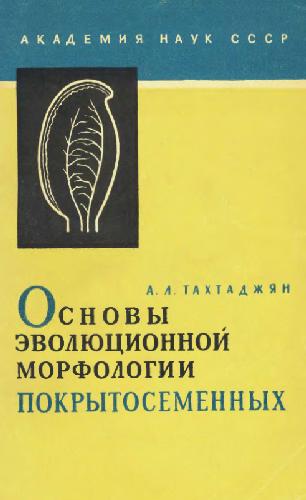 АКАДЕМИЯ НАУК СССР
А. Л. ТАХТАДЖЯН
ОСНОВЫ
ЭВОЛЮЦИОННОЙ
МОРФОЛОГИИ
ПОКРЫТОСЕМЕННЫХ